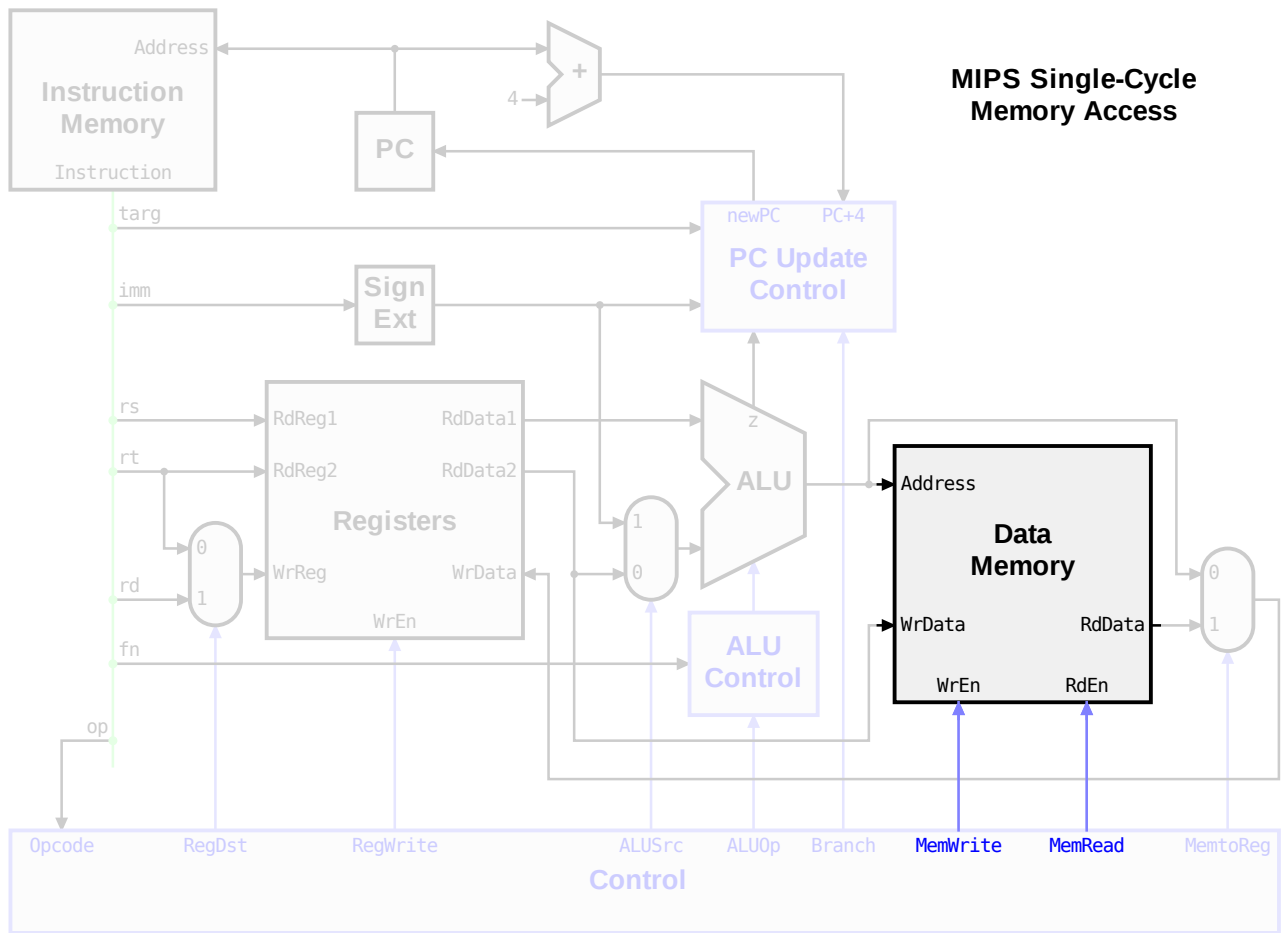 MIPS Single-Cycle
Memory Access
Address
Instruction
Memory
Instruction
+
4
PC
targ
newPC
PC+4
PC Update
Control
imm
Sign
Ext
rs
RdReg1
RdData1
z
rt
RdReg2
RdData2
ALU
Address
Registers
1
Data
Memory
0
WrReg
WrData
0
0
rd
1
WrEn
WrData
RdData
1
fn
ALU
Control
WrEn
RdEn
op
Opcode
RegDst
RegWrite
ALUSrc
ALUOp
Branch
MemWrite
MemRead
MemtoReg
Control